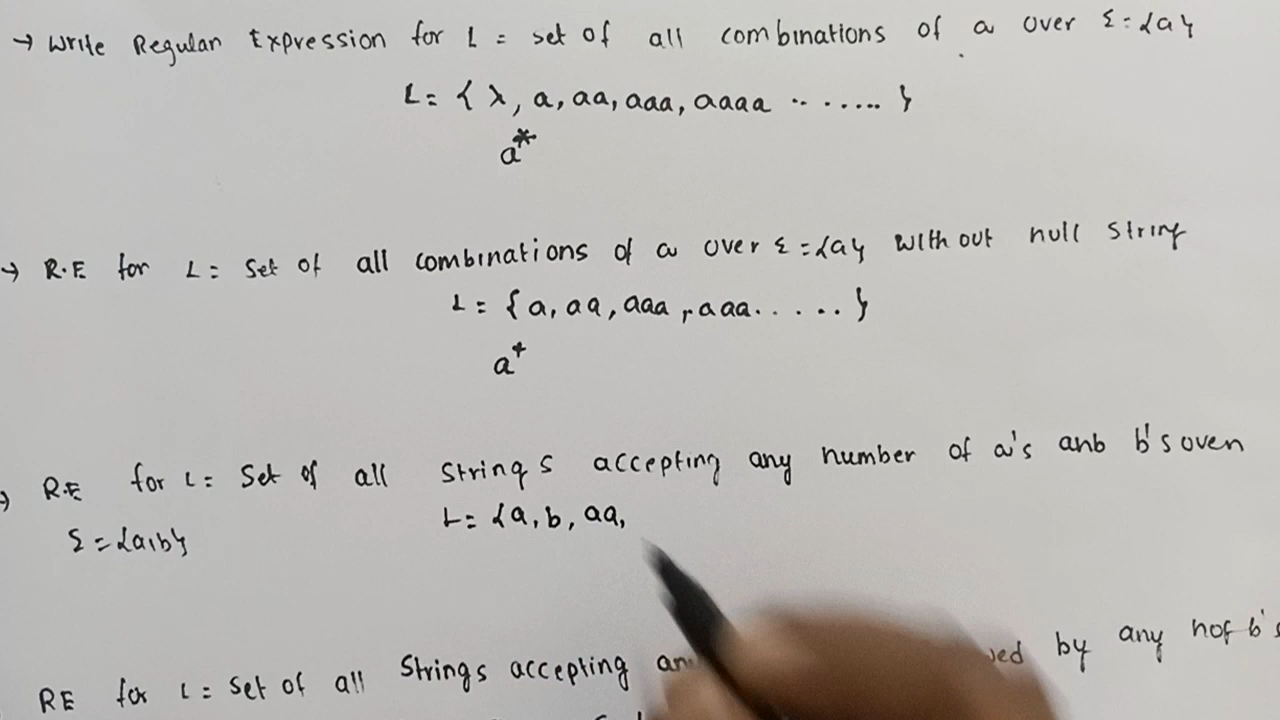 → Write Regular Expression for L = set of all combinations of a over Σ = {a}
L = { λ, a, aa, aaa, aaaa ........ }
a*
→ R.E for L = Set of all combinations of a over Σ = {a} without null string
L = { a, aa, aaa, aaa...... }
a⁺
→ R.E for L = Set of all Strings accepting any number of a's anb b's over
Σ = {a,b} L = {a, b, aa,
RE for L = Set of all Strings accepting by any nof b's